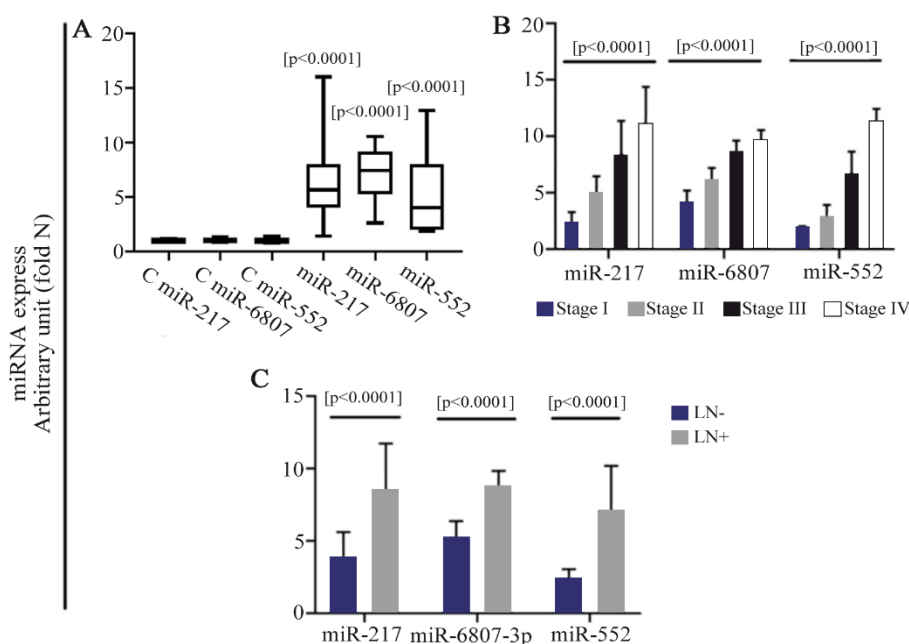 miRNA express
Arbitrary unit (fold N)
A
20
15
10
5
0
[p<0.0001]
[p<0.0001]
[p<0.0001]
C miR-217
C miR-6807
C miR-552
miR-217
miR-6807
miR-552
B
20
15
10
5
0
[p<0.0001]
[p<0.0001]
[p<0.0001]
miR-217
miR-6807
miR-552
Stage I
Stage II
Stage III
Stage IV
C
15
10
5
0
[p<0.0001]
[p<0.0001]
[p<0.0001]
LN-
LN+
miR-217
miR-6807-3p
miR-552